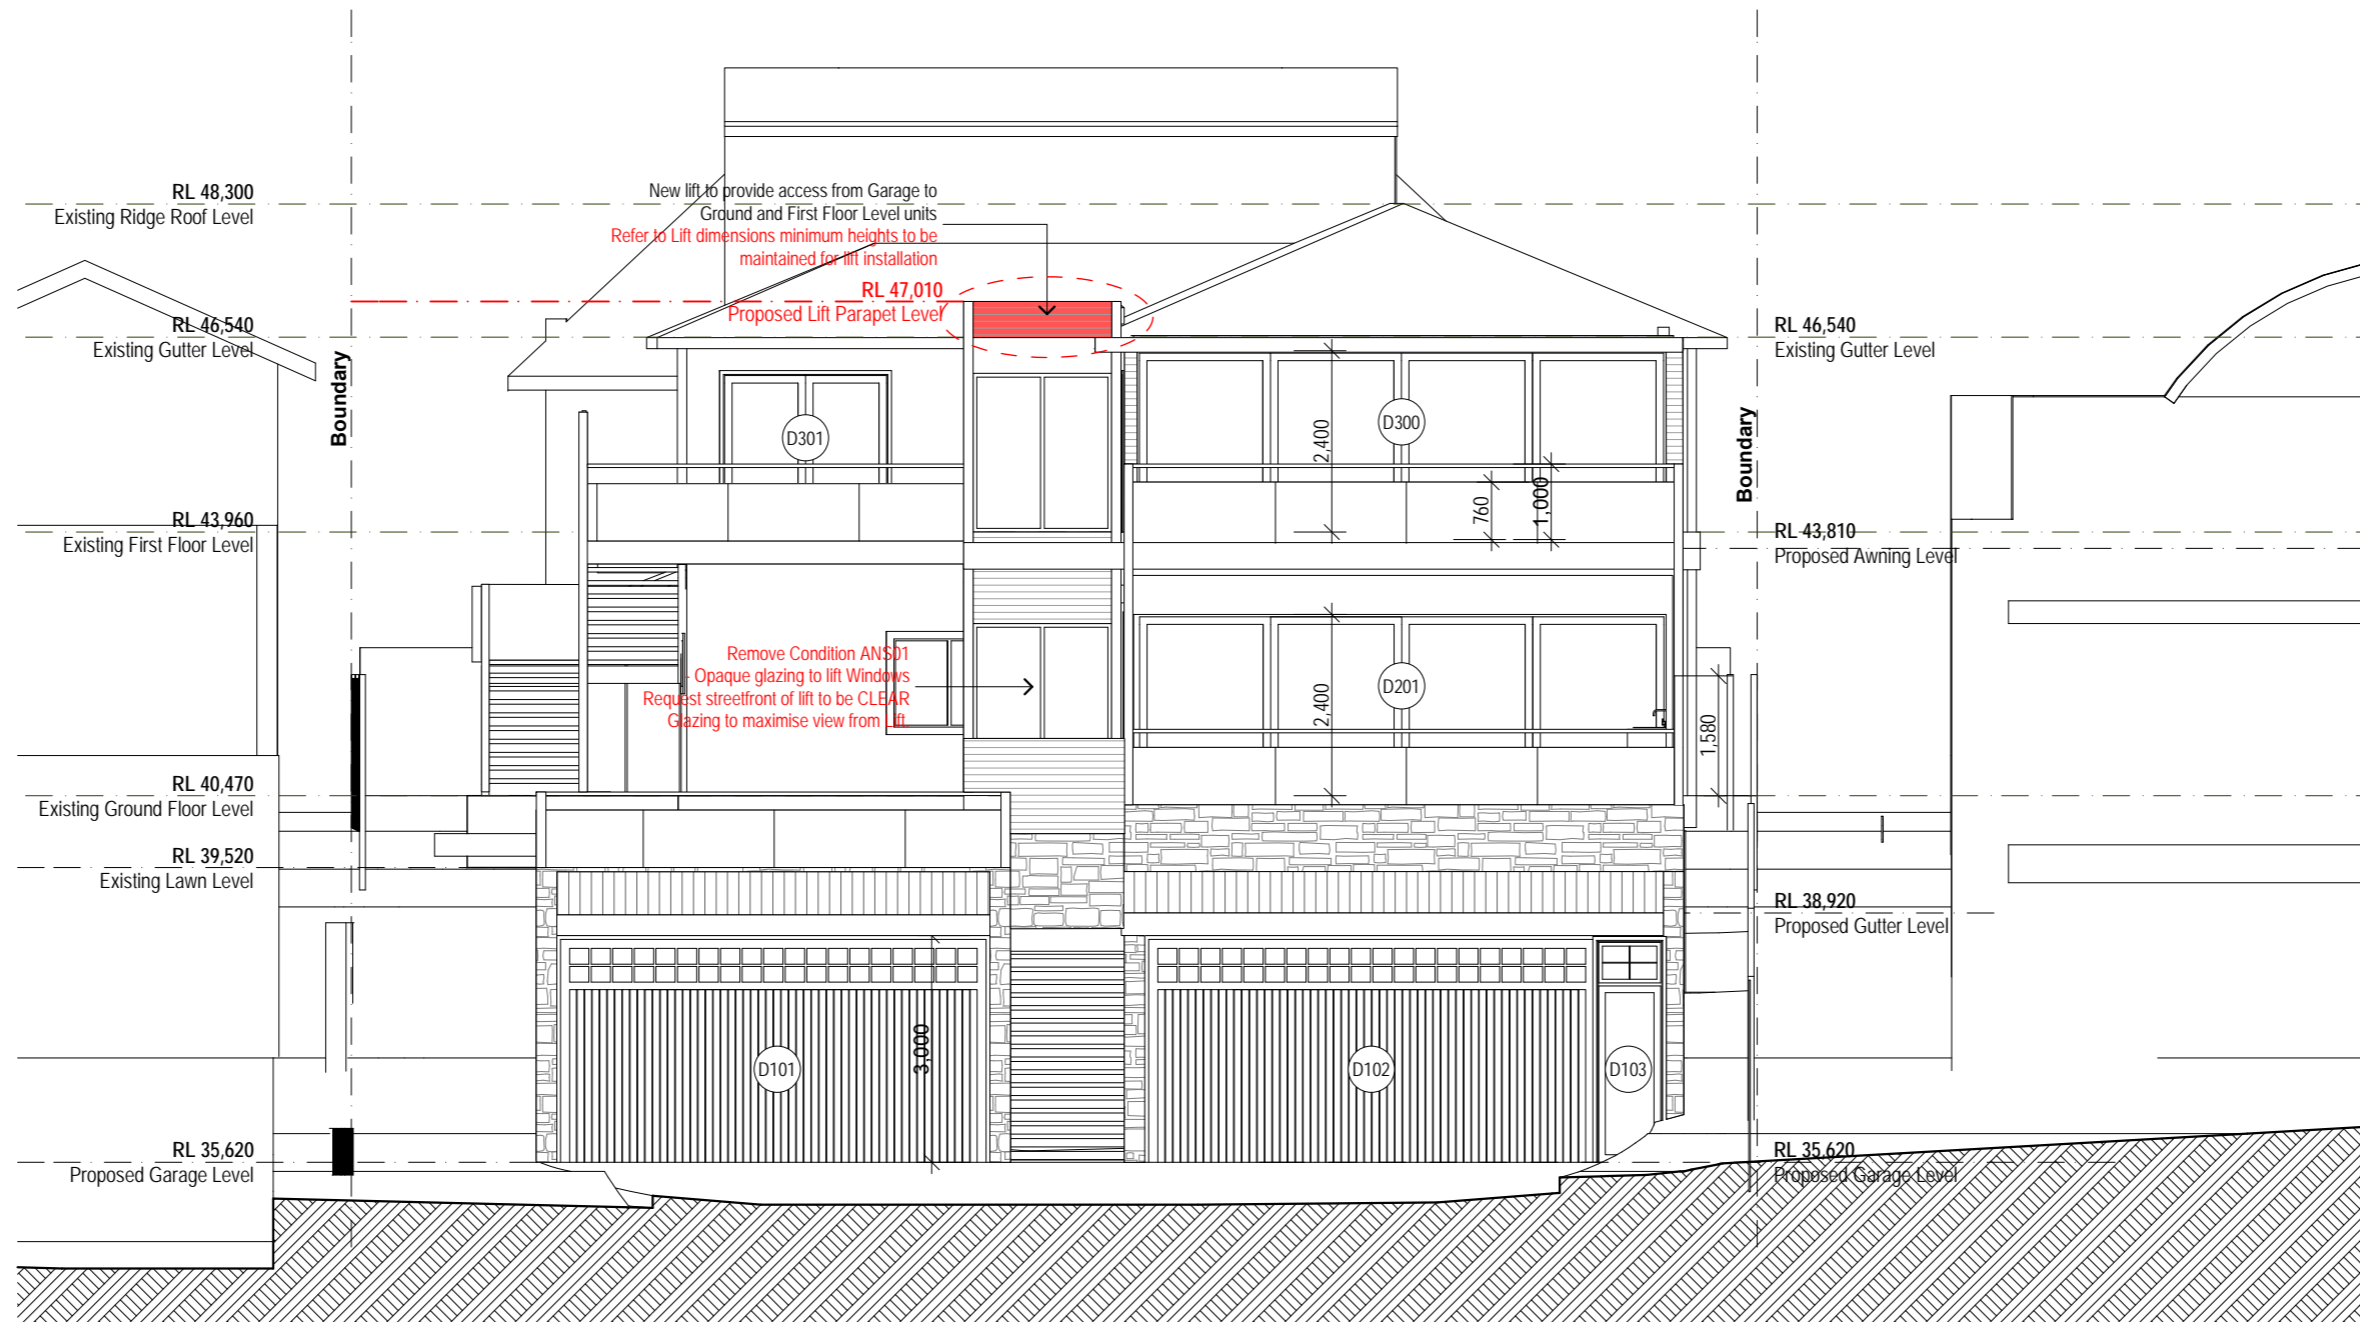 RL 48,300
Existing Ridge Roof Level
New lift to provide access from Garage to
Ground and First Floor Level units
Refer to Lift dimensions minimum heights to be
maintained for lift installation
RL 47,010
Proposed Lift Parapet Level
RL 46,540
Existing Gutter Level
RL 46,540
Existing Gutter Level
Boundary
Boundary
D301
D300
2,400
760
1,000
RL 43,960
Existing First Floor Level
RL 43,810
Proposed Awning Level
Remove Condition ANS01
- Opaque glazing to lift Windows
Request streetfront of lift to be CLEAR
Glazing to maximise view from Lift.
D201
2,400
1,580
RL 40,470
Existing Ground Floor Level
RL 39,520
Existing Lawn Level
RL 38,920
Proposed Gutter Level
3,000
D101
D102
D103
RL 35,620
Proposed Garage Level
RL 35,620
Proposed Garage Level